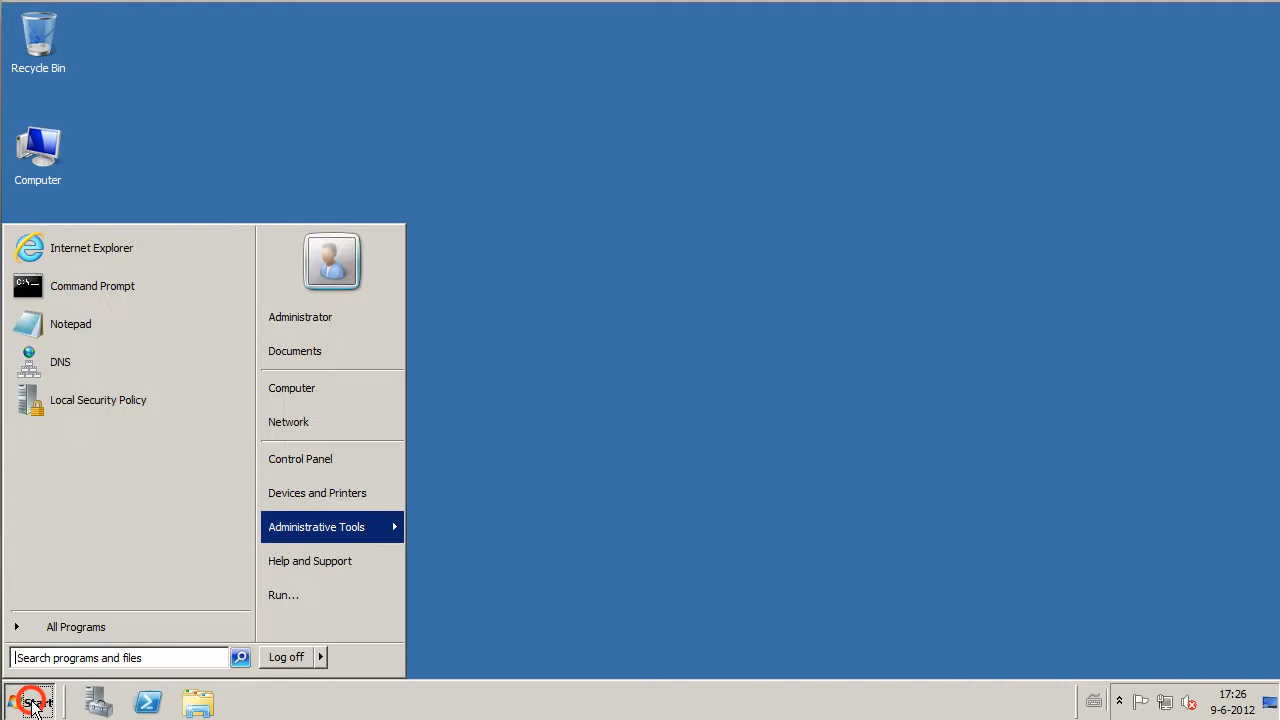 Recycle Bin
Computer
Internet Explorer
Command Prompt
Notepad
DNS
Local Security Policy
All Programs
Search programs and files
Administrator
Documents
Computer
Network
Control Panel
Devices and Printers
Administrative Tools
Help and Support
Run...
Log off
Start
17:26
9-6-2012